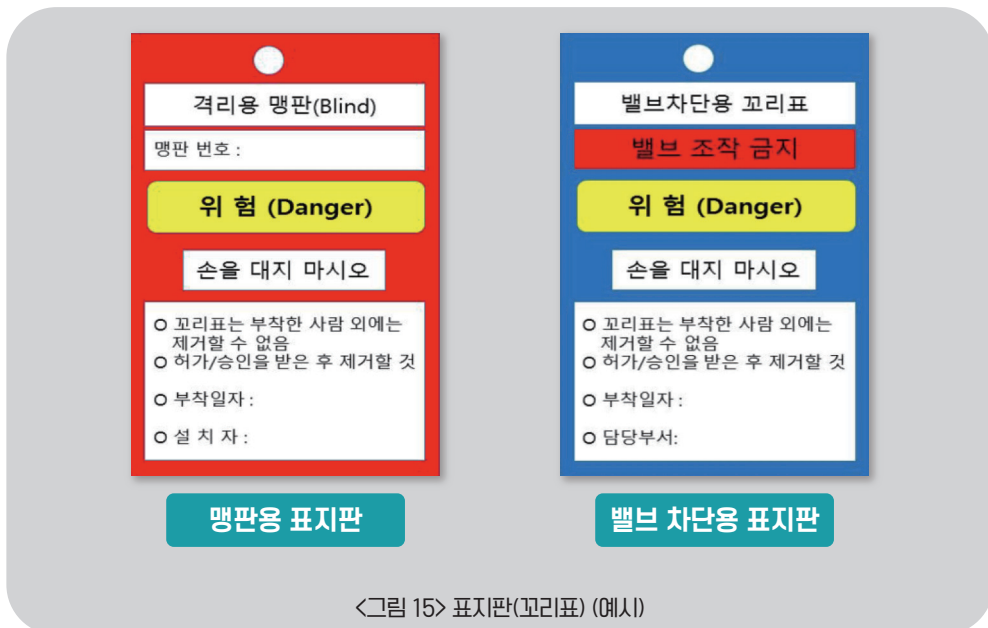 격리용 맹판(Blind)
맹판 번호 :
위 험 (Danger)
손을 대지 마시오
ㅇ 꼬리표는 부착한 사람 외에는
제거할 수 없음
ㅇ 허가/승인을 받은 후 제거할 것
ㅇ 부착일자 :
ㅇ 설 치 자 :
맹판용 표지판
밸브차단용 꼬리표
밸브 조작 금지
위 험 (Danger)
손을 대지 마시오
ㅇ 꼬리표는 부착한 사람 외에는
제거할 수 없음
ㅇ 허가/승인을 받은 후 제거할 것
ㅇ 부착일자 :
ㅇ 담당부서:
밸브 차단용 표지판
<그림 15> 표지판(꼬리표) (예시)